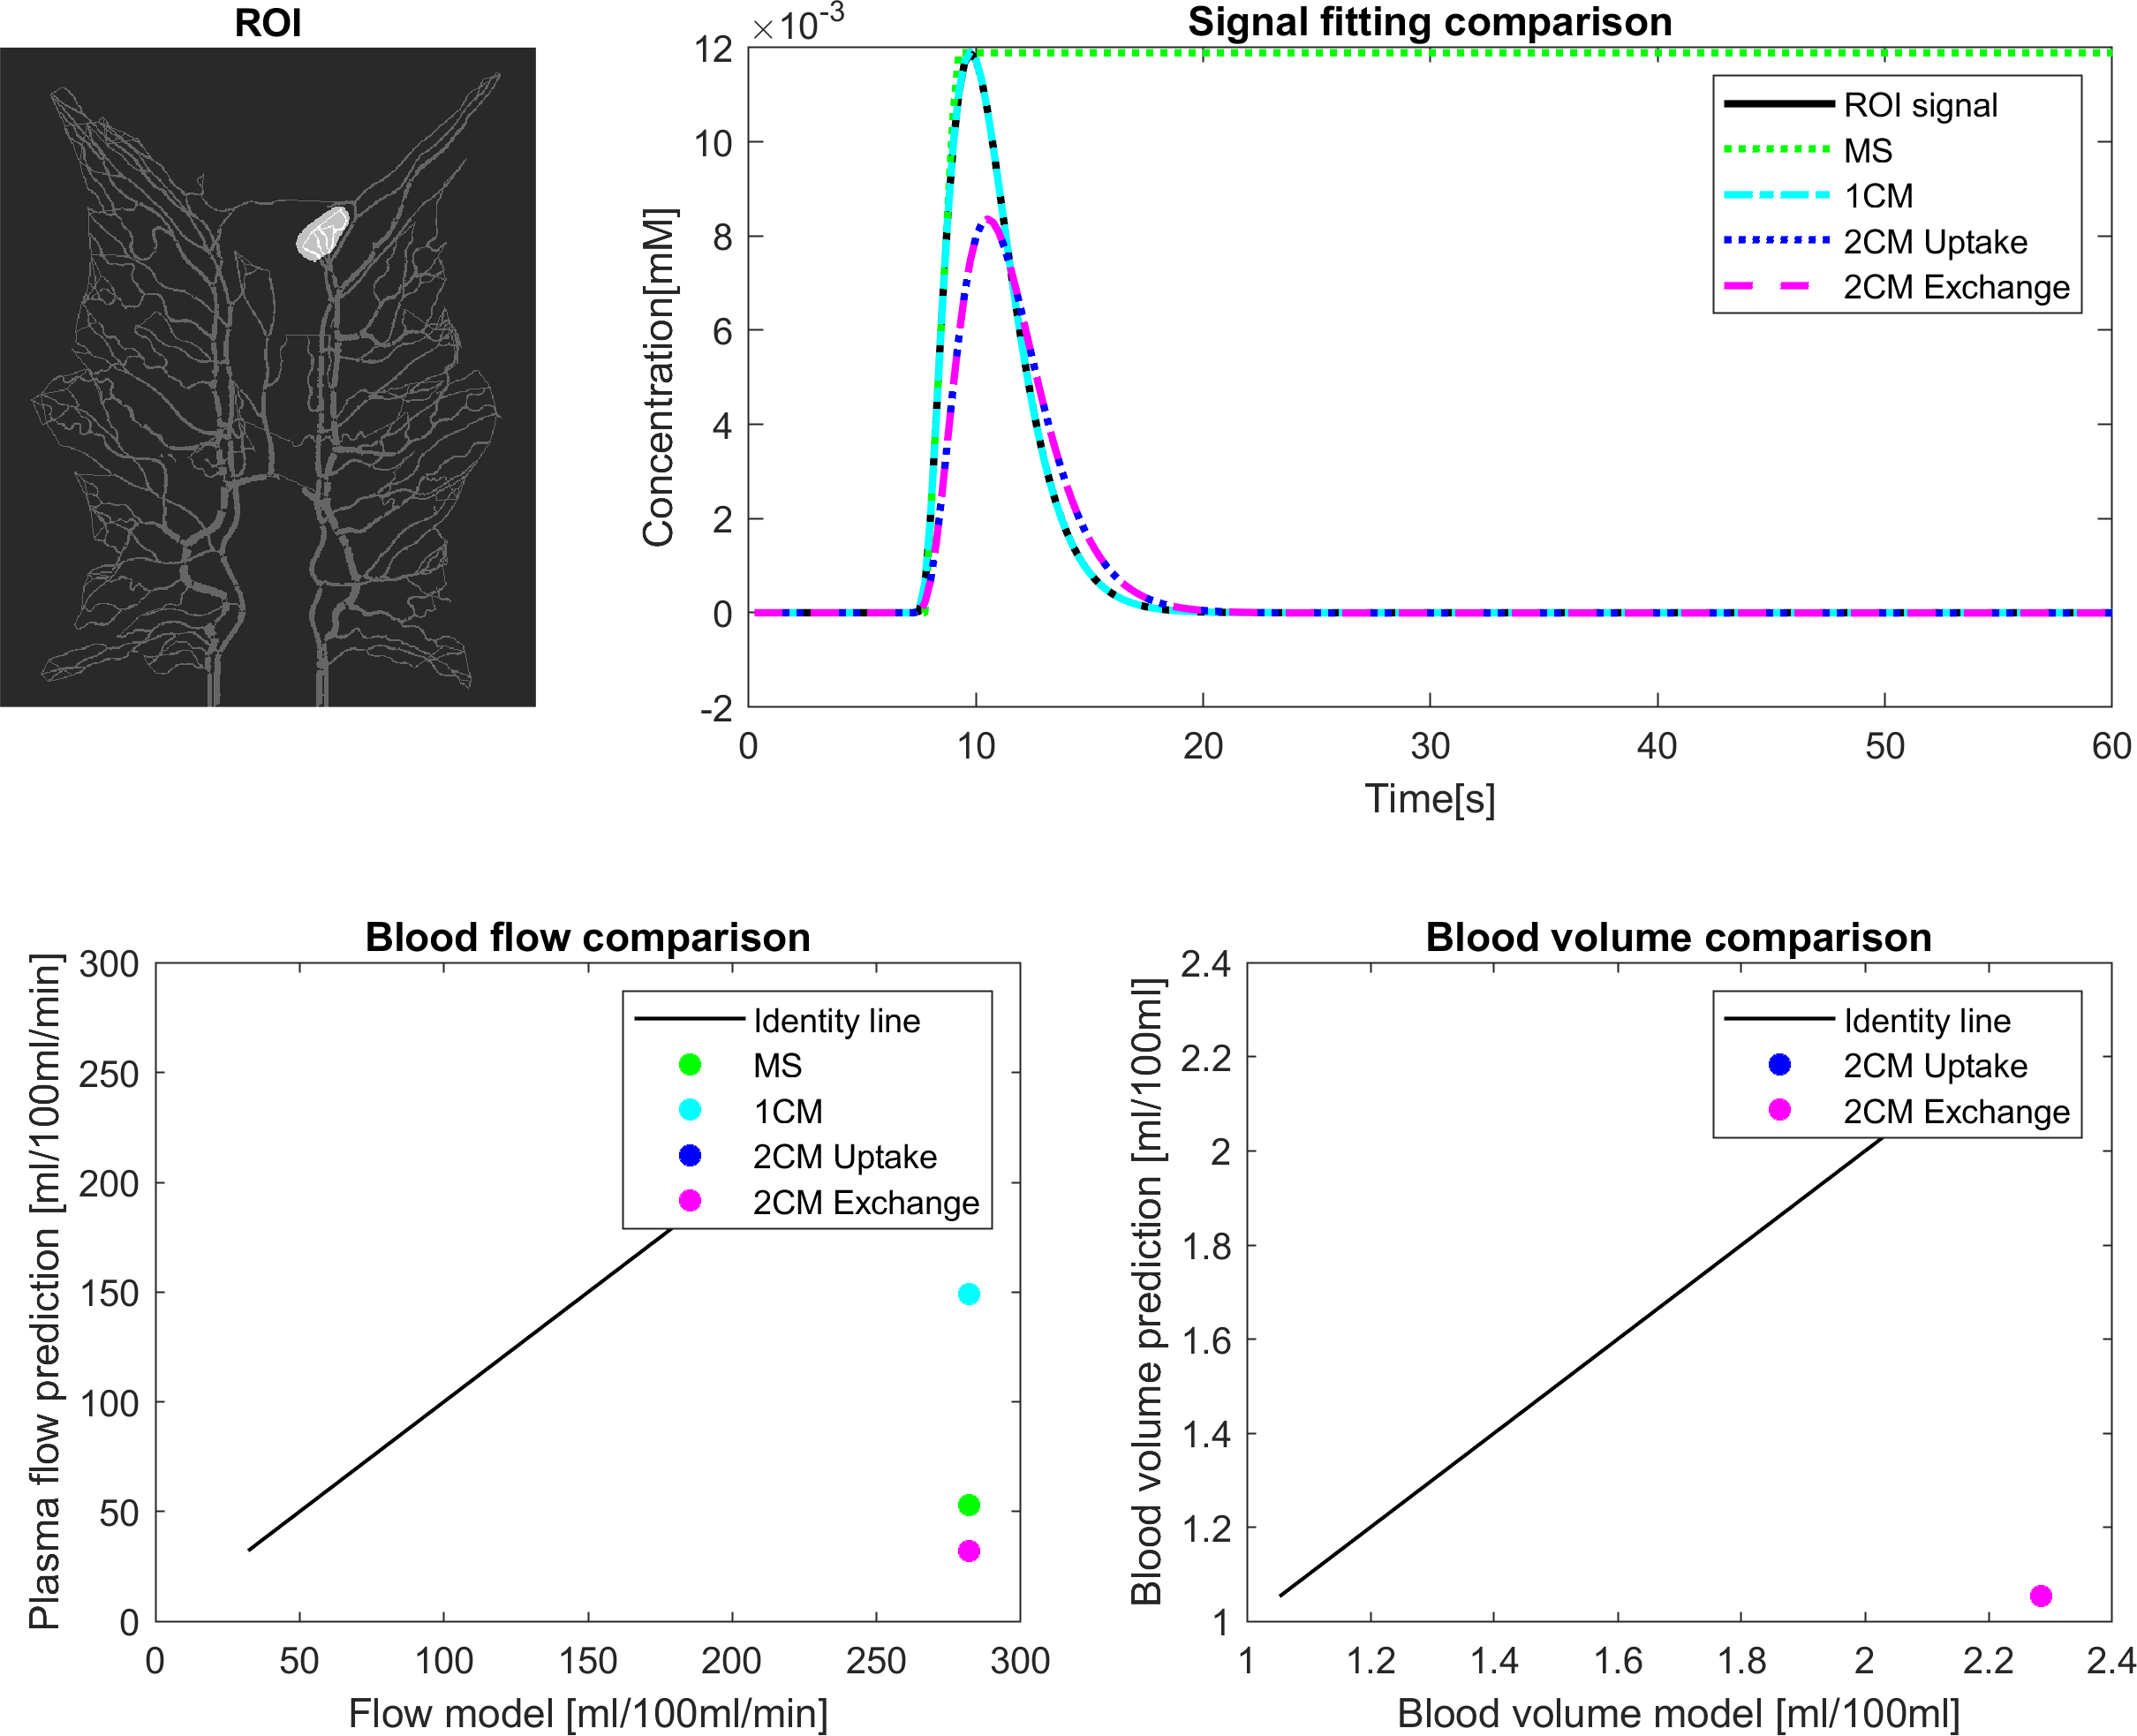 ROI
Signal fitting comparison
×10-3
12
10
8
6
4
2
0
-2
Concentration[mM]
0 10 20 30 40 50 60
Time[s]
ROI signal
MS
1CM
2CM Uptake
2CM Exchange
Blood flow comparison
300
250
200
150
100
50
0
Plasma flow prediction [ml/100ml/min]
0 50 100 150 200 250 300
Flow model [ml/100ml/min]
Identity line
MS
1CM
2CM Uptake
2CM Exchange
Blood volume comparison
2.4
2.2
2
1.8
1.6
1.4
1.2
1
Blood volume prediction [ml/100ml]
1 1.2 1.4 1.6 1.8 2 2.2 2.4
Blood volume model [ml/100ml]
Identity line
2CM Uptake
2CM Exchange